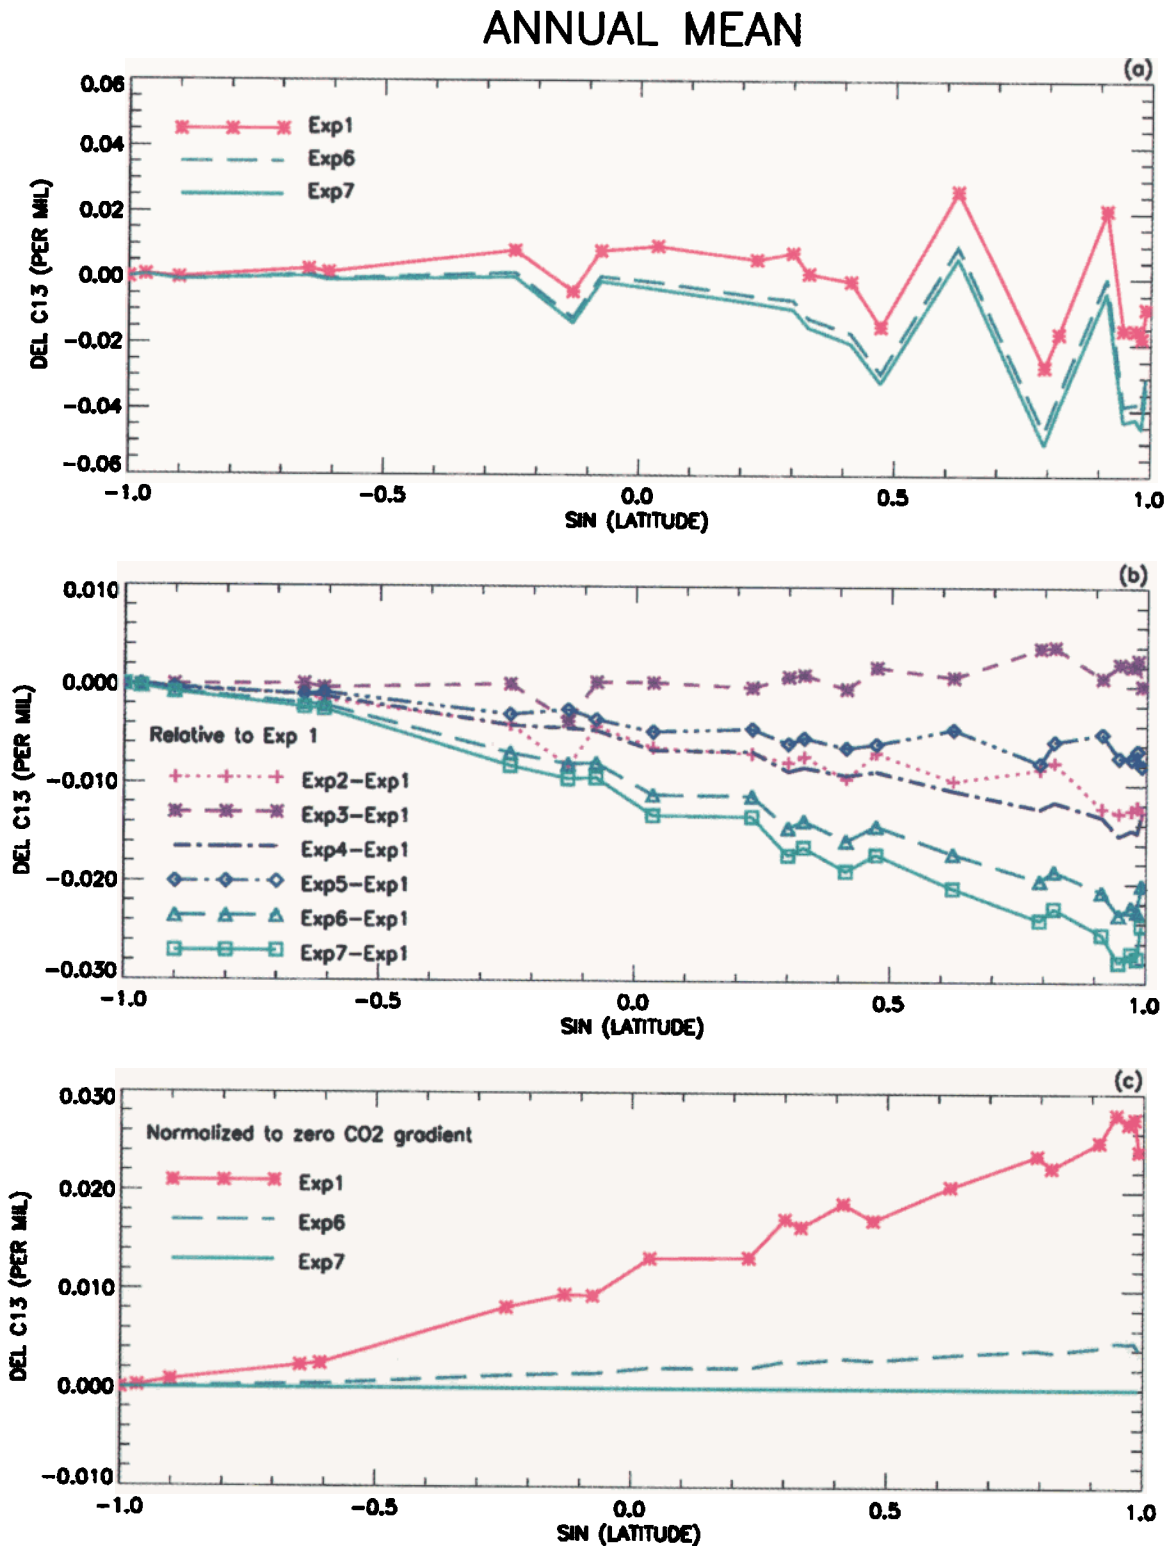 ANNUAL MEAN
(a)
0.06
0.04
0.02
0.00
-0.02
-0.04
-0.06
DEL C13 (PER MIL)
Exp1
Exp6
Exp7
-1.0
-0.5
0.0
0.5
1.0
SIN (LATITUDE)
(b)
0.010
0.000
-0.010
-0.020
-0.030
DEL C13 (PER MIL)
Relative to Exp 1
Exp2-Exp1
Exp3-Exp1
Exp4-Exp1
Exp5-Exp1
Exp6-Exp1
Exp7-Exp1
-1.0
-0.5
0.0
0.5
1.0
SIN (LATITUDE)
(c)
0.030
0.020
0.010
0.000
-0.010
DEL C13 (PER MIL)
Normalized to zero CO2 gradient
Exp1
Exp6
Exp7
-1.0
-0.5
0.0
0.5
1.0
SIN (LATITUDE)